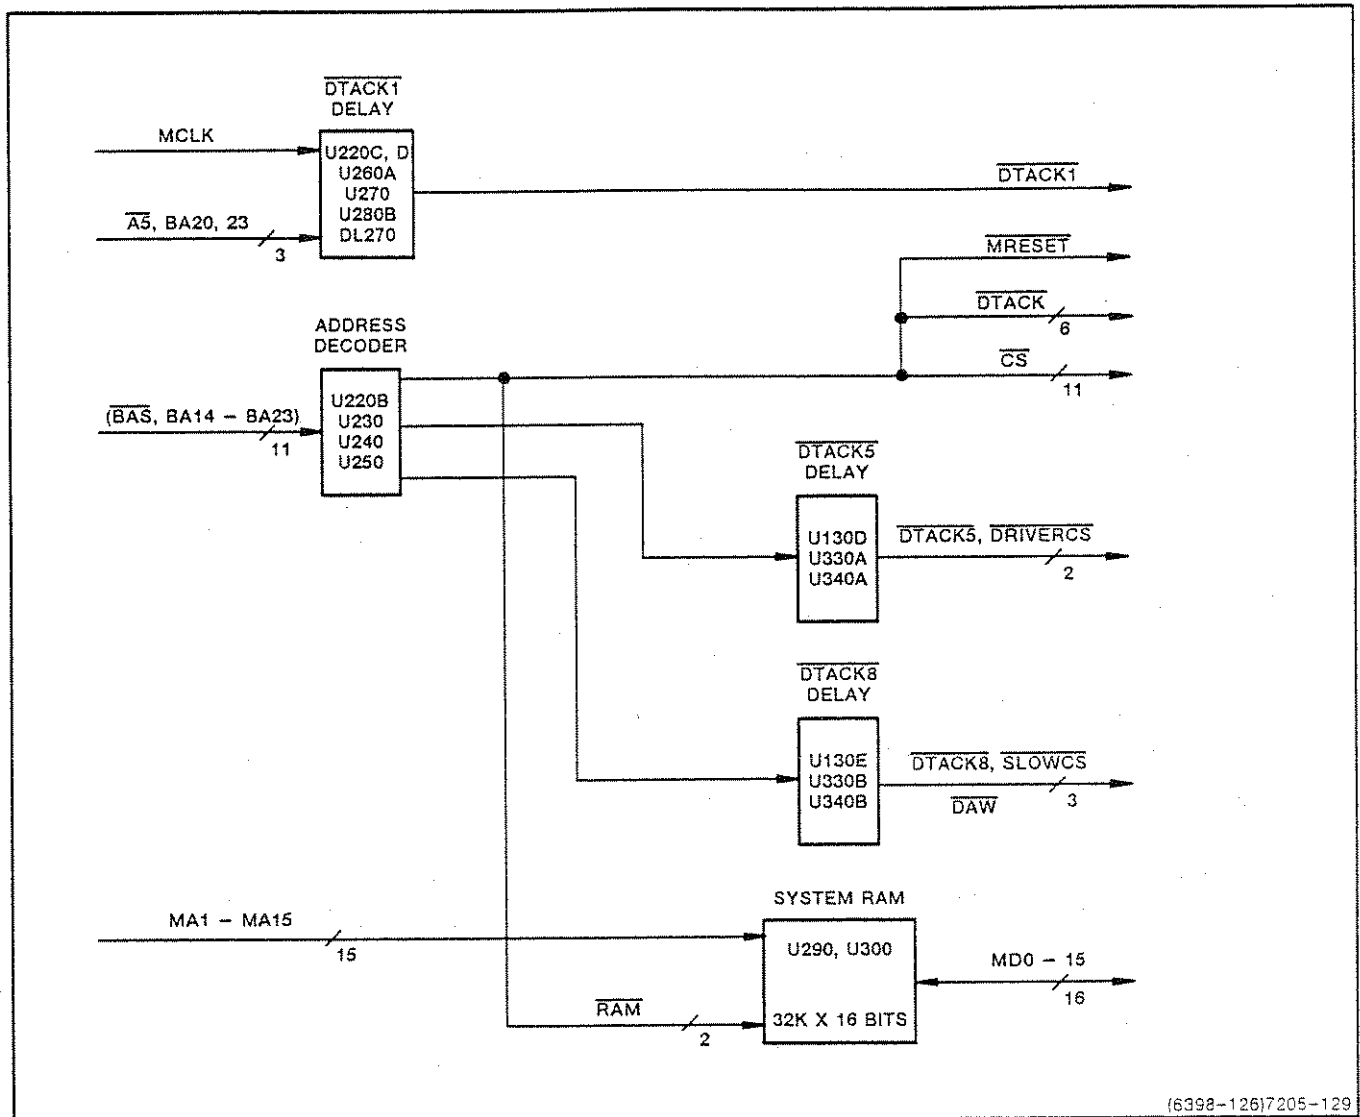 DTACK1
DELAY
MCLK
U220C, D
U260A
U270
U280B
DL270
A5, BA20, 23
3
DTACK1
MRESET
DTACK
6
CS
11
ADDRESS
DECODER
U220B
U230
U240
U250
(BAS, BA14 – BA23)
11
DTACK5
DELAY
U130D
U330A
U340A
DTACK5, DRIVERCS
2
DTACK8
DELAY
U130E
U330B
U340B
DTACK8, SLOWCS
3
DAW
SYSTEM RAM
MA1 – MA15
15
U290, U300
32K X 16 BITS
MD0 – 15
16
RAM
2
(6398-126)7205-129